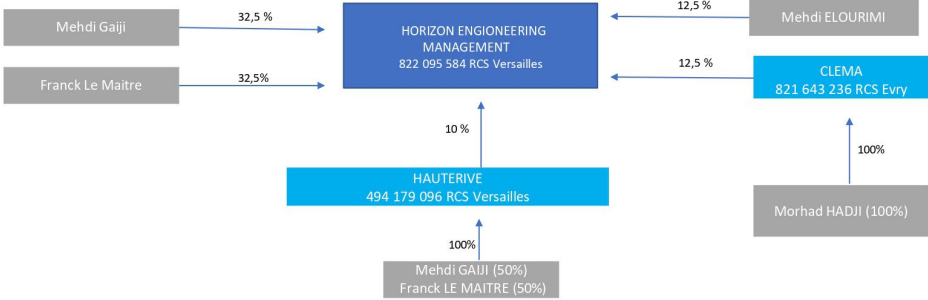 Mehdi Gaiji
32,5 %
HORIZON ENGIONEERING
MANAGEMENT
822 095 584 RCS Versailles
12,5 %
Mehdi ELOURIMI
Franck Le Maitre
32,5%
12,5 %
CLEMA
821 643 236 RCS Evry
10 %
100%
HAUTERIVE
494 179 096 RCS Versailles
Morhad HADJI (100%)
100%
Mehdi GAIJI (50%)
Franck LE MAITRE (50%)